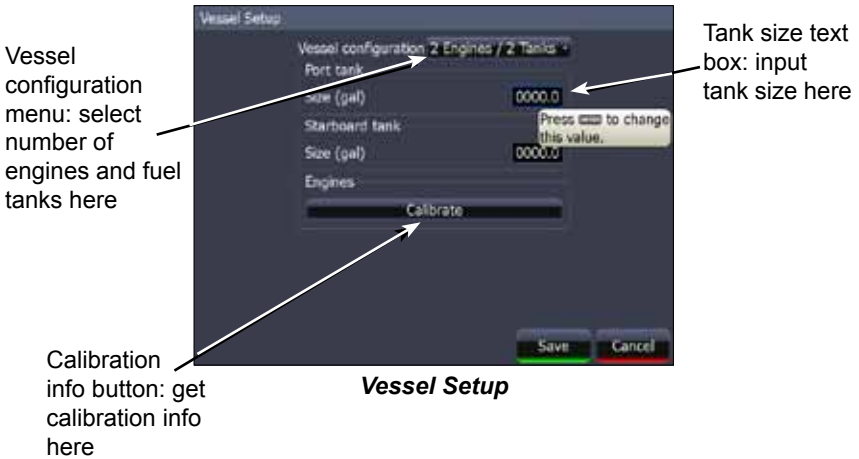 Vessel Setup
Vessel configuration 2 Engines / 2 Tanks
Port tank
Size (gal) 0000.0
Press to change
this value.
Starboard tank
Size (gal) 0000.0
Engines
Calibrate
Save Cancel
Vessel
configuration
menu: select
number of
engines and fuel
tanks here
Tank size text
box: input
tank size here
Calibration
info button: get
calibration info
here
Vessel Setup